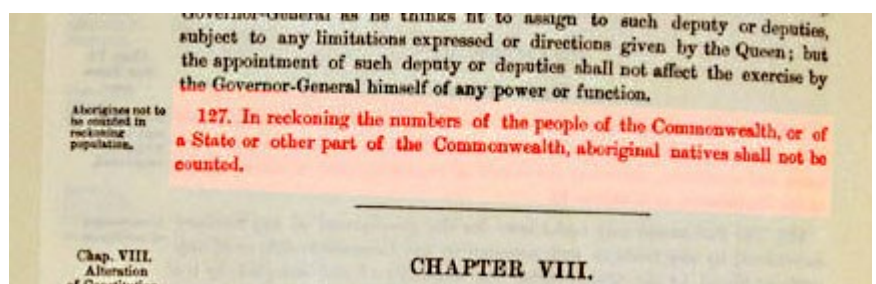 Governor-General as he thinks fit to assign to such deputy or deputies,
subject to any limitations expressed or directions given by the Queen; but
the appointment of such deputy or deputies shall not affect the exercise by
the Governor-General himself of any power or function.
Aborigines not to
be counted in
reckoning
population.
127. In reckoning the numbers of the people of the Commonwealth, or of
a State or other part of the Commonwealth, aboriginal natives shall not be
counted.
Chap. VIII.
Alteration
of Constitution.
CHAPTER VIII.